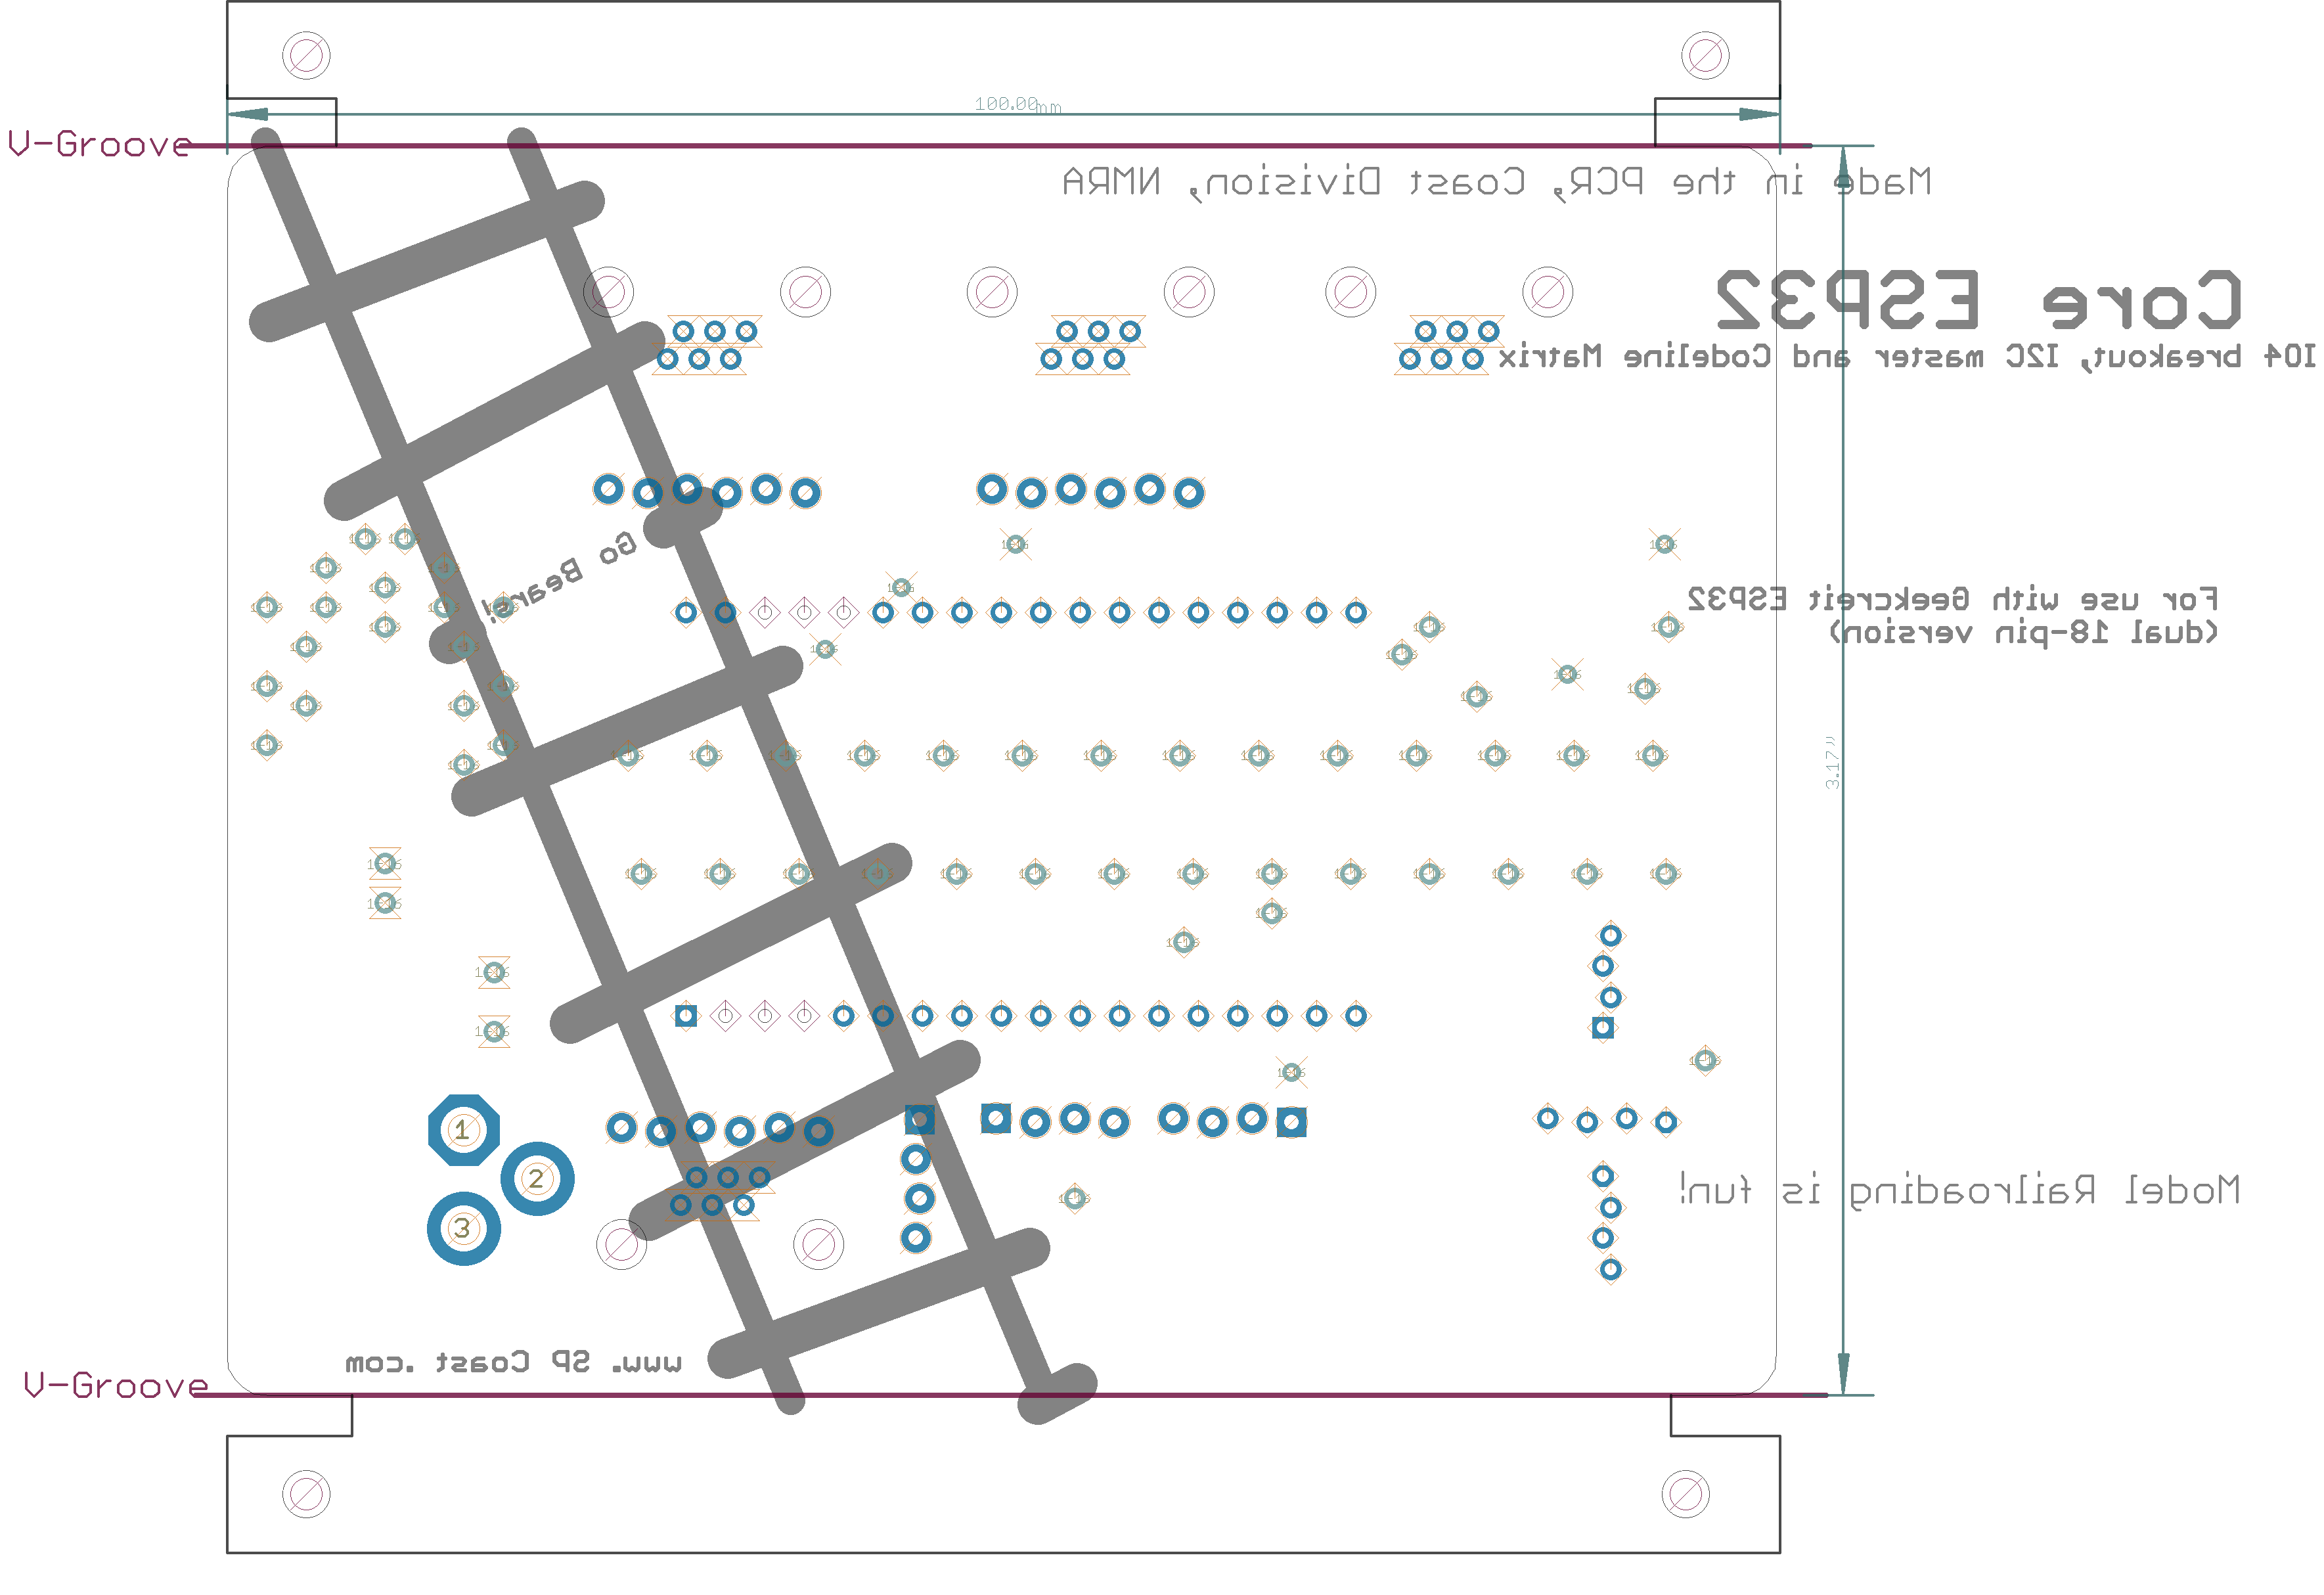 100.00mm
V-Groove
Made in the PCR, Coast Division, NMRA
Core ESP32
IO4 breakout, I2C master and Codeline Matrix
Go Bears!
For use with Geekcreit ESP32
(dual 18-pin version)
3.17"
1
2
3
Model Railroading is fun!
www. SP Coast .com
V-Groove